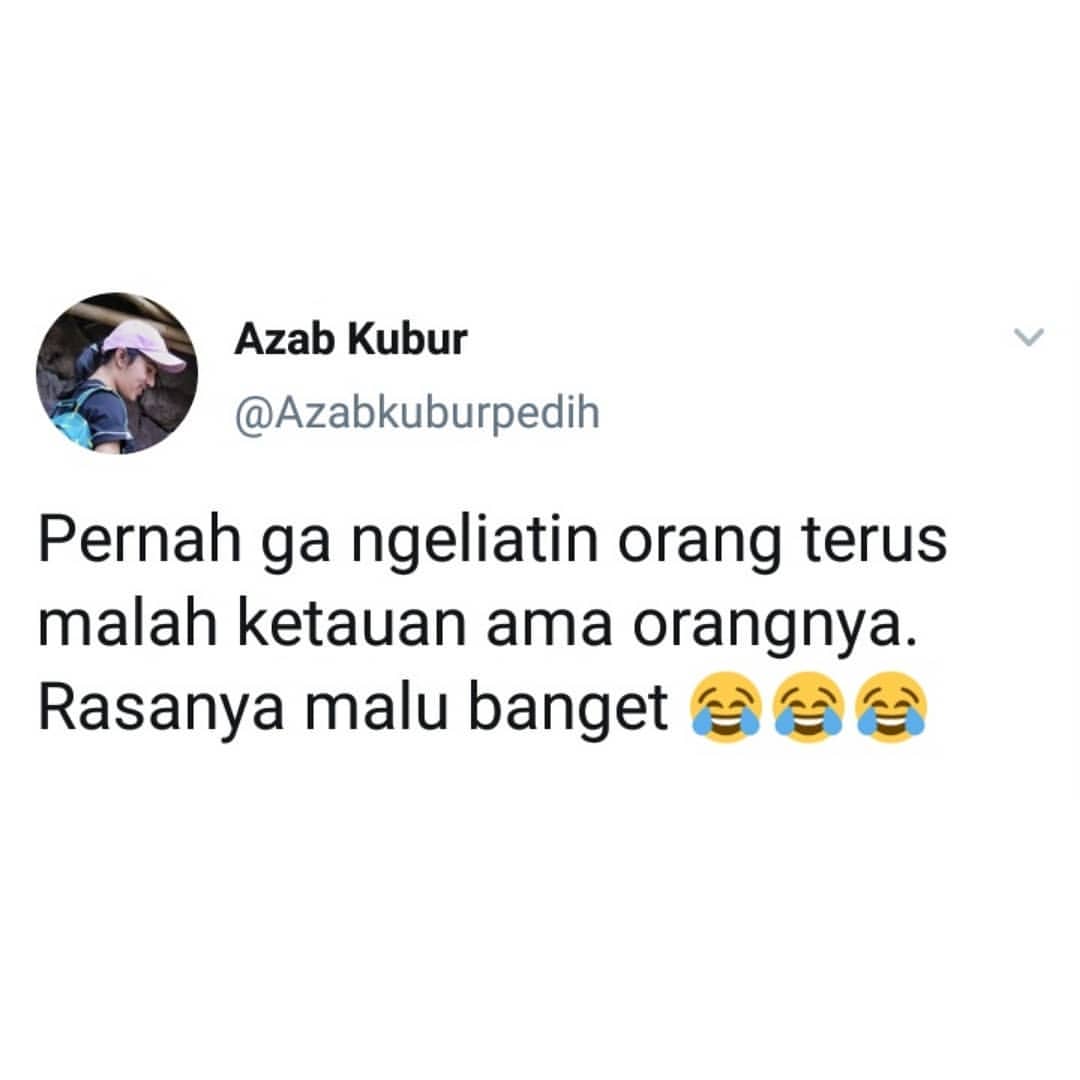 Azab Kubur
@Azabkuburpedih
Pernah ga ngeliatin orang terus
malah ketauan ama orangnya.
Rasanya malu banget 😂😂😂